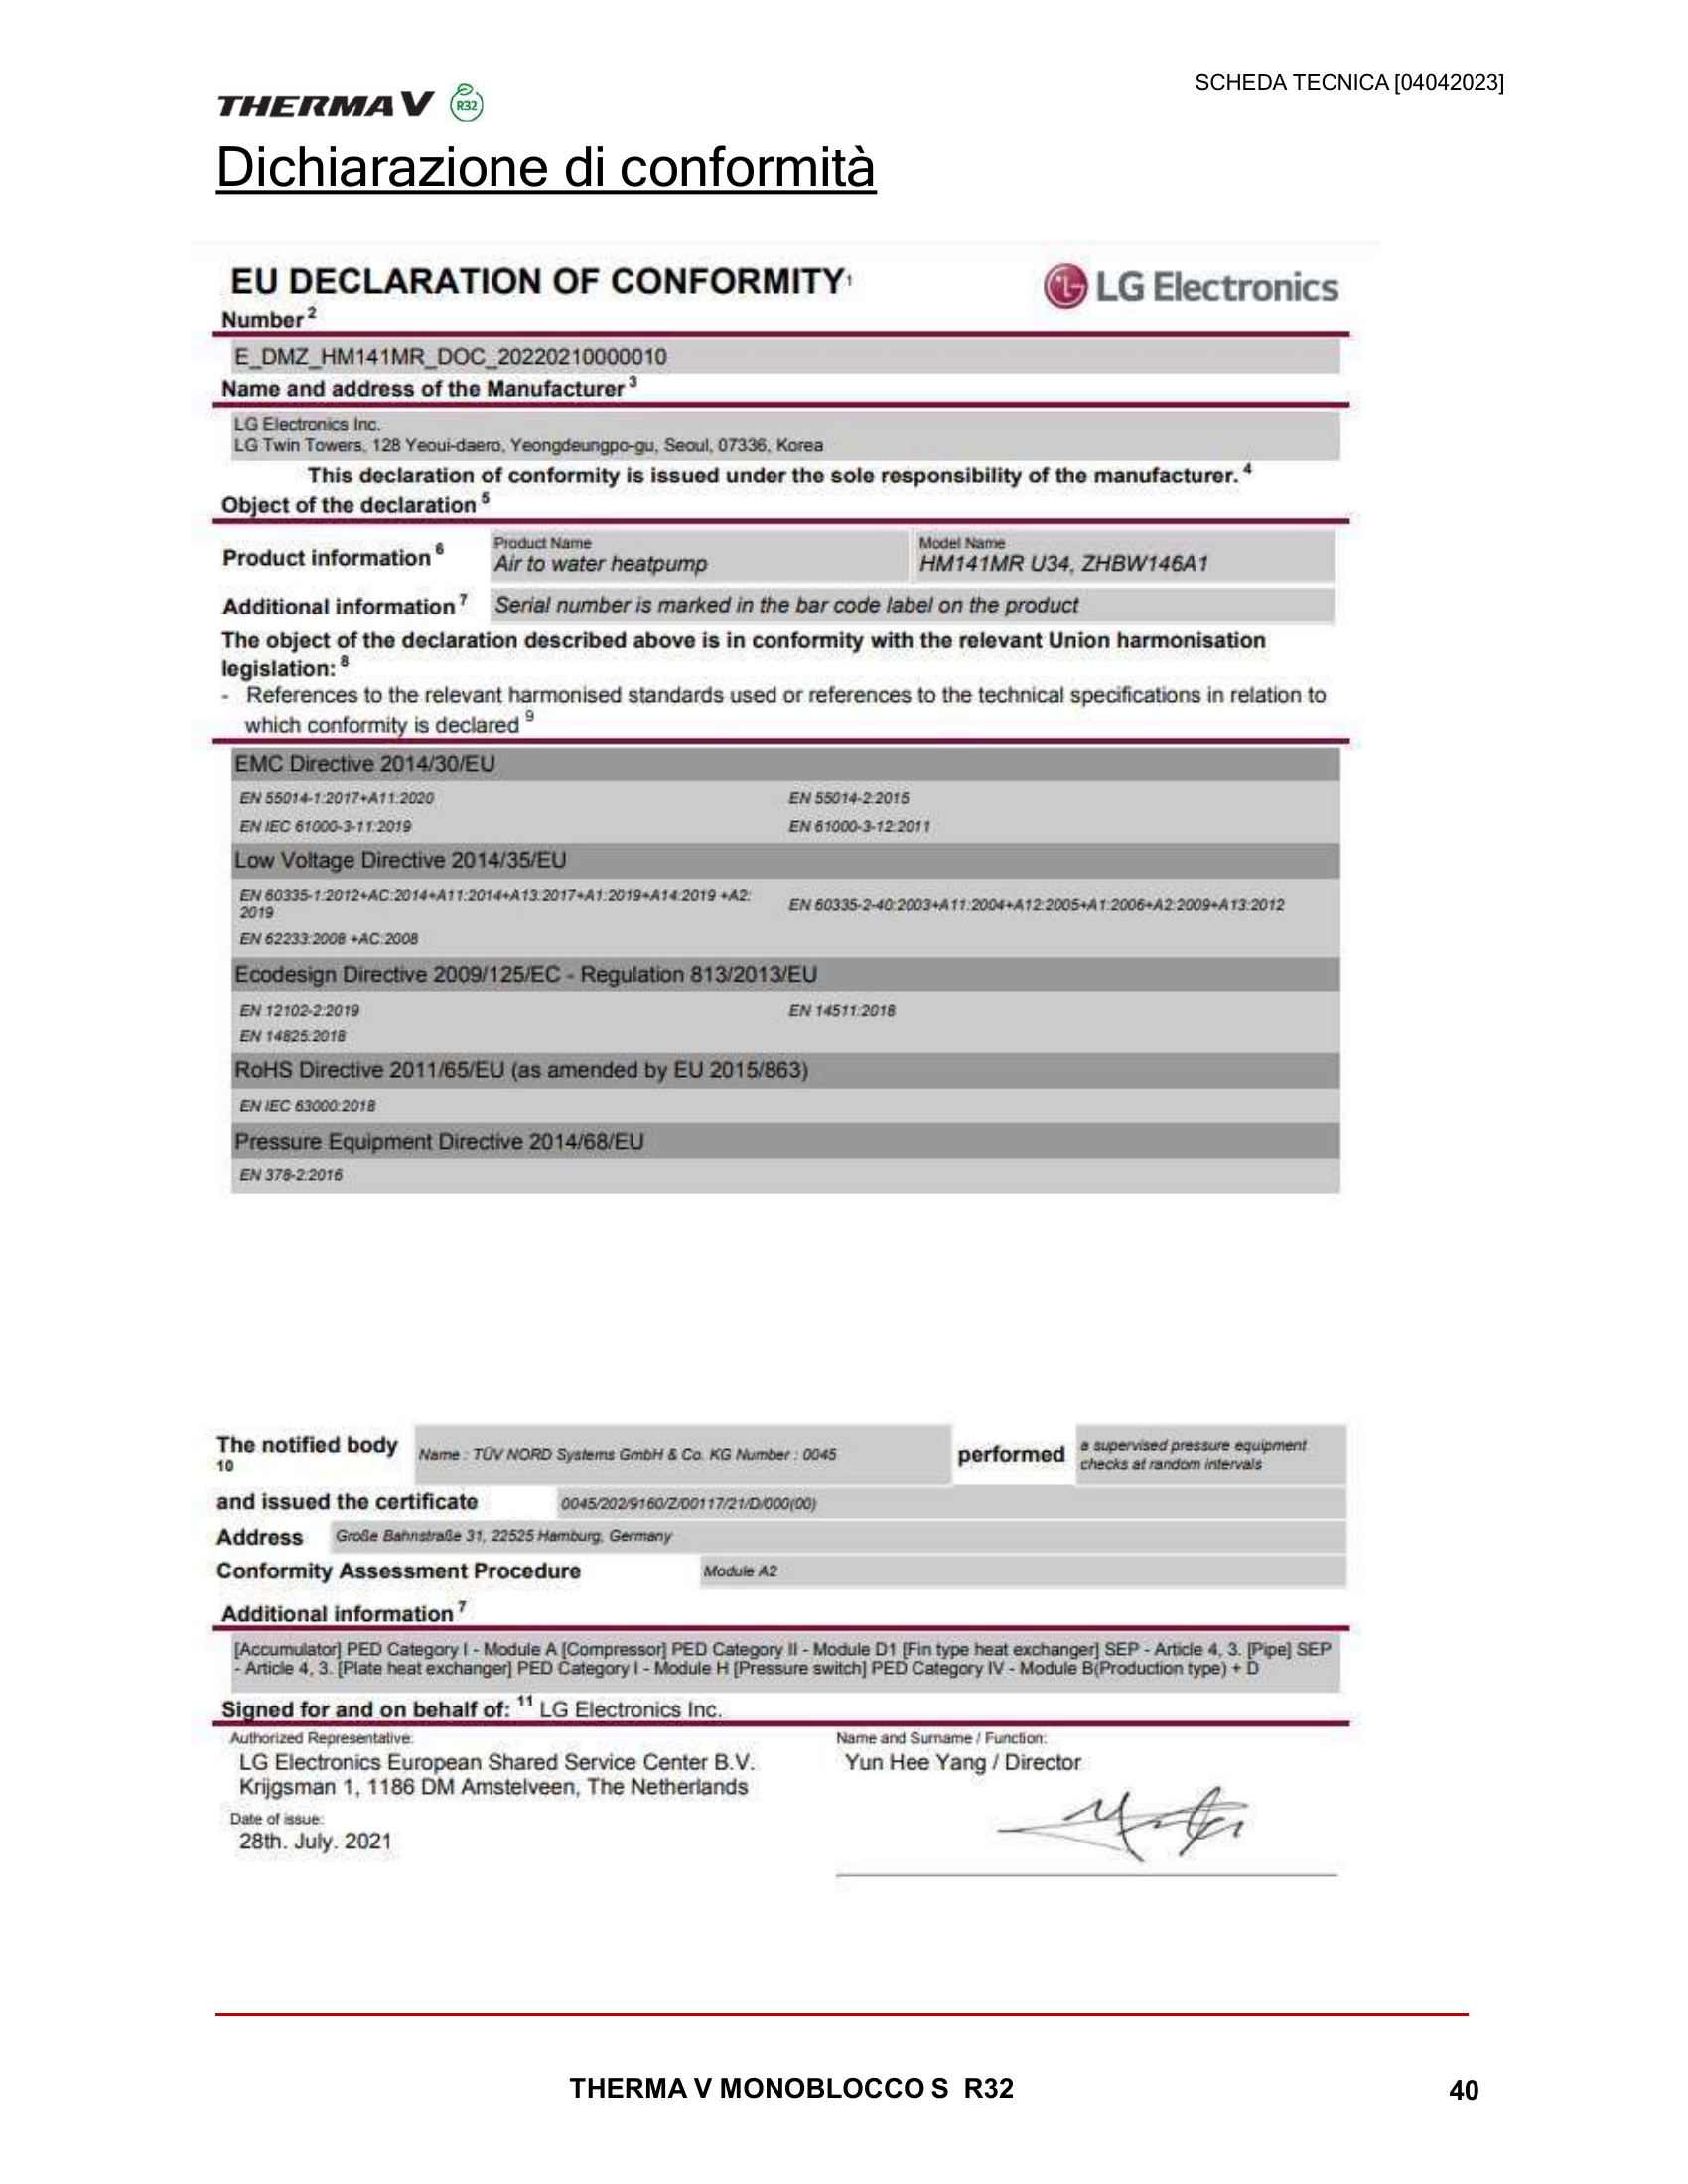 SCHEDA TECNICA [04042023]
THERMA V R32
Dichiarazione di conformità
EU DECLARATION OF CONFORMITY 1
LG Electronics
Number 2
E_DMZ_HM141MR_DOC_20220210000010
Name and address of the Manufacturer 3
LG Electronics Inc.
LG Twin Towers, 128 Yeoui-daero, Yeongdeungpo-gu, Seoul, 07336, Korea
This declaration of conformity is issued under the sole responsibility of the manufacturer. 4
Object of the declaration 5
Product information 6
Product Name
Air to water heatpump
Model Name
HM141MR U34, ZHBW146A1
Additional information 7
Serial number is marked in the bar code label on the product
The object of the declaration described above is in conformity with the relevant Union harmonisation
legislation: 8
- References to the relevant harmonised standards used or references to the technical specifications in relation to
which conformity is declared 9
EMC Directive 2014/30/EU
EN 55014-1:2017+A11:2020 EN 55014-2:2015
EN IEC 61000-3-11:2019 EN 61000-3-12:2011
Low Voltage Directive 2014/35/EU
EN 60335-1:2012+AC:2014+A11:2014+A13:2017+A1:2019+A14:2019 +A2:
2019
EN 60335-2-40:2003+A11:2004+A12:2005+A1:2006+A2:2009+A13:2012
EN 62233:2008 +AC:2008
Ecodesign Directive 2009/125/EC - Regulation 813/2013/EU
EN 12102-2:2019 EN 14511:2018
EN 14825:2018
RoHS Directive 2011/65/EU (as amended by EU 2015/863)
EN IEC 63000:2018
Pressure Equipment Directive 2014/68/EU
EN 378-2:2016
The notified body
10
Name : TÜV NORD Systems GmbH & Co. KG Number : 0045
performed
a supervised pressure equipment
checks at random intervals
and issued the certificate 0045/202/9160/Z/00117/21/D/000(00)
Address Große Bahnstraße 31, 22525 Hamburg, Germany
Conformity Assessment Procedure Module A2
Additional information 7
[Accumulator] PED Category I - Module A [Compressor] PED Category II - Module D1 [Fin type heat exchanger] SEP - Article 4, 3. [Pipe] SEP
- Article 4, 3. [Plate heat exchanger] PED Category I - Module H [Pressure switch] PED Category IV - Module B(Production type) + D
Signed for and on behalf of: 11 LG Electronics Inc.
Authorized Representative:
LG Electronics European Shared Service Center B.V.
Krijgsman 1, 1186 DM Amstelveen, The Netherlands
Name and Surname / Function:
Yun Hee Yang / Director
Date of issue:
28th. July. 2021
THERMA V MONOBLOCCO S R32
40